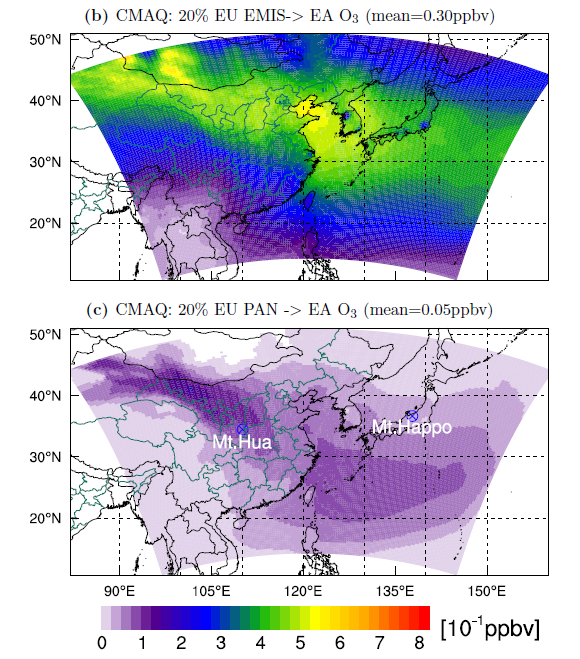 (b) CMAQ: 20% EU EMIS-> EA O3 (mean=0.30ppbv)
50°N
40°N
30°N
20°N
(c) CMAQ: 20% EU PAN -> EA O3 (mean=0.05ppbv)
50°N
40°N
30°N
20°N
Mt.Hua
Mt.Happo
90°E 105°E 120°E 135°E 150°E
0 1 2 3 4 5 6 7 8 [10-1ppbv]